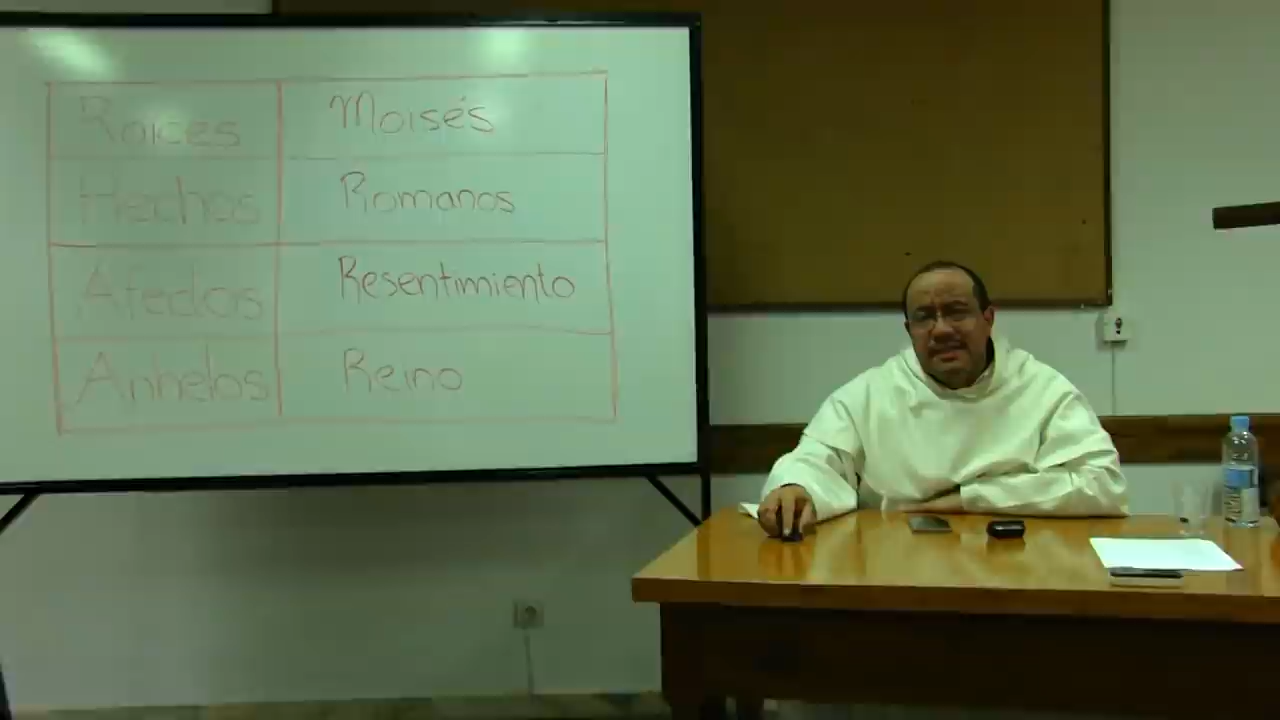 Raíces Moisés
Hechos Romanos
Afectos Resentimiento
Anhelos Reino